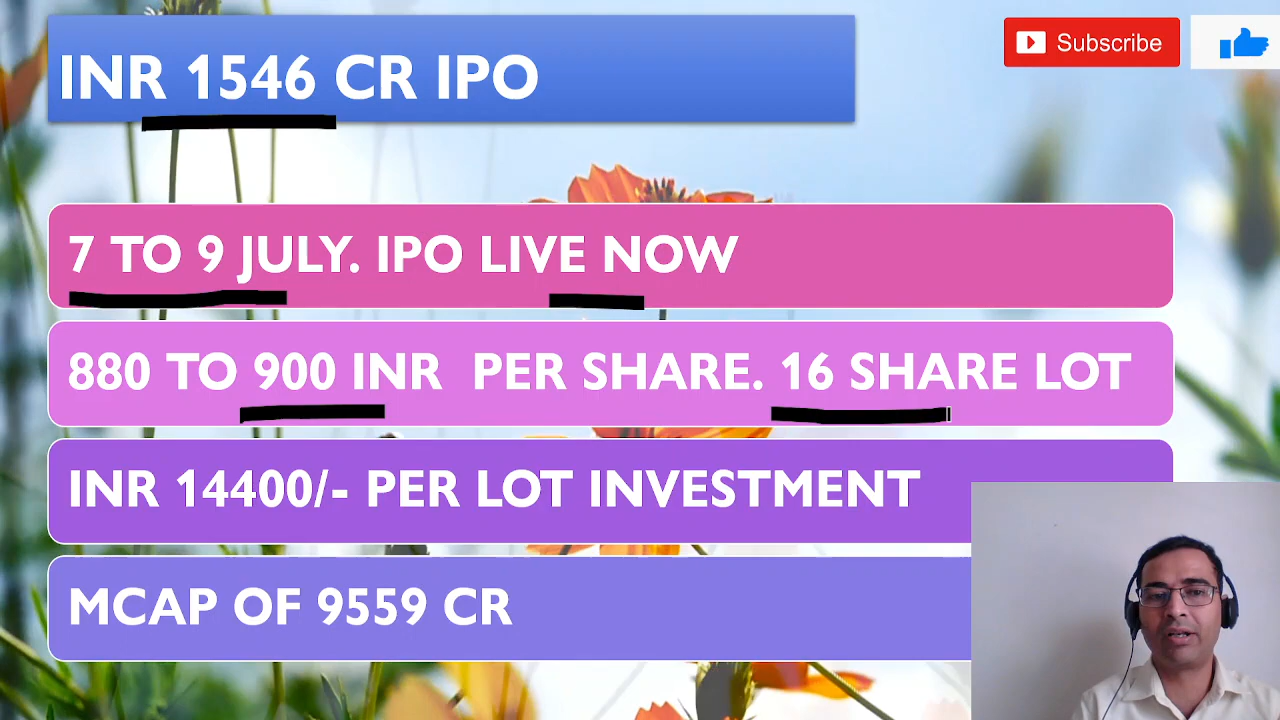 INR 1546 CR IPO
Subscribe
7 TO 9 JULY. IPO LIVE NOW
880 TO 900 INR PER SHARE. 16 SHARE LOT
INR 14400/- PER LOT INVESTMENT
MCAP OF 9559 CR